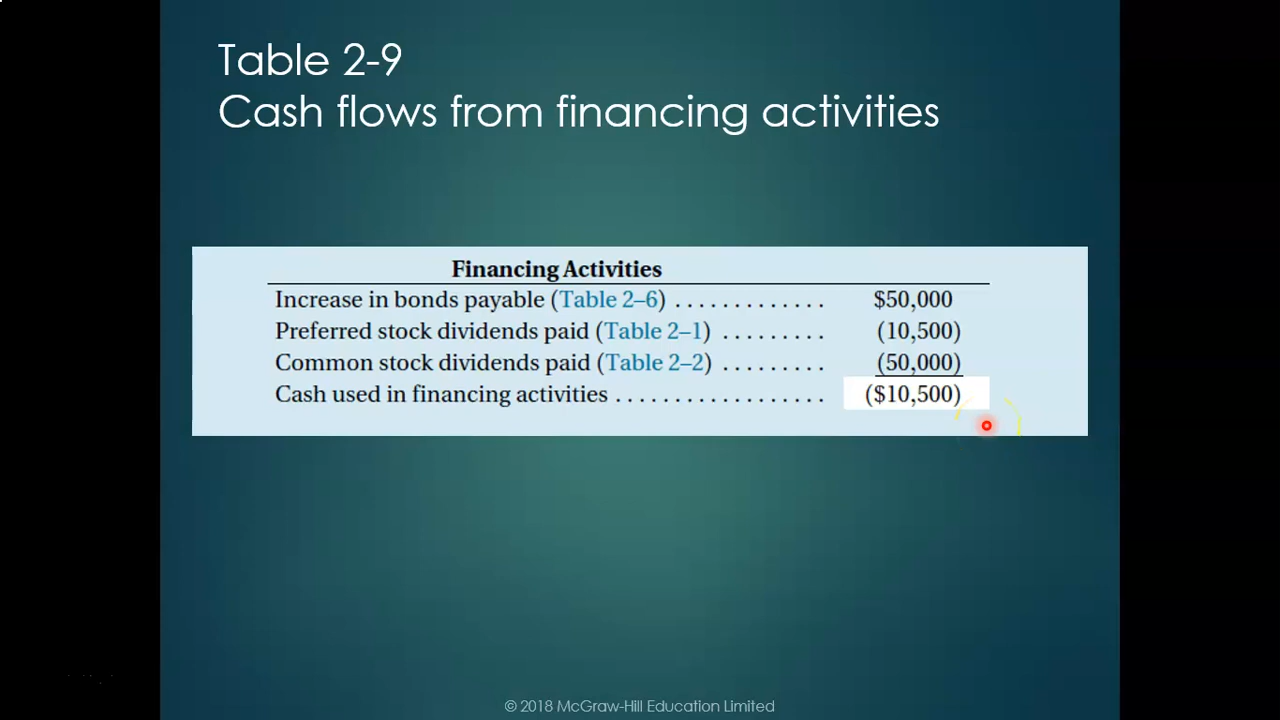 Table 2-9
Cash flows from financing activities
Financing Activities
Increase in bonds payable (Table 2–6) . . . . . . . . . . . . . $50,000
Preferred stock dividends paid (Table 2–1) . . . . . . . . . (10,500)
Common stock dividends paid (Table 2–2) . . . . . . . . . (50,000)
Cash used in financing activities . . . . . . . . . . . . . . . . . . ($10,500)
© 2018 McGraw-Hill Education Limited